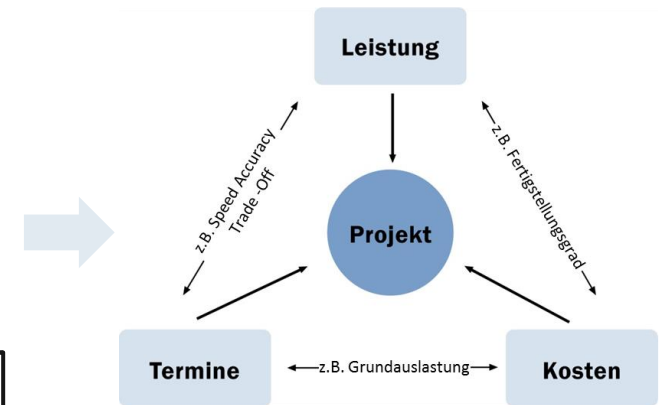 Leistung
z.B. Speed Accuracy
Trade -Off
z.B. Fertigstellungsgrad
Projekt
Termine
z.B. Grundauslastung
Kosten